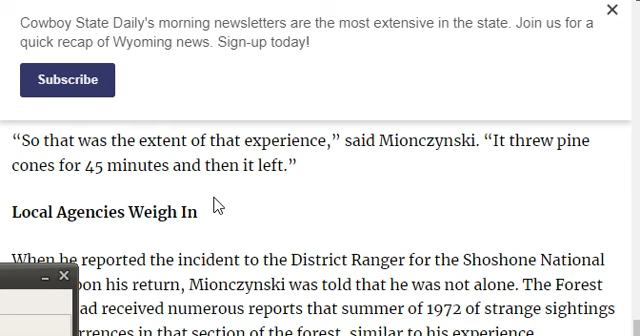 Cowboy State Daily's morning newsletters are the most extensive in the state. Join us for a
quick recap of Wyoming news. Sign-up today!
Subscribe
“So that was the extent of that experience,” said Mionczynski. “It threw pine
cones for 45 minutes and then it left.”
Local Agencies Weigh In
When he reported the incident to the District Ranger for the Shoshone National
his return, Mionczynski was told that he was not alone. The Forest
received numerous reports that summer of 1972 of strange sightings
in that section of the forest, similar to his experience.